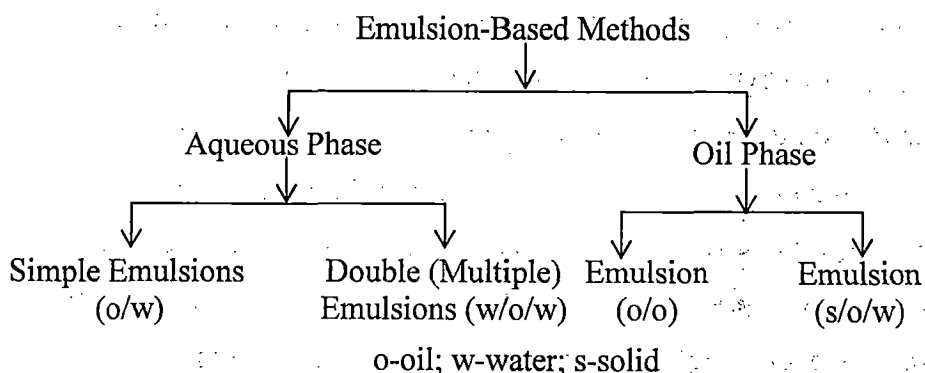 Emulsion-Based Methods
Aqueous Phase
Oil Phase
Simple Emulsions
(o/w)
Double (Multiple)
Emulsions (w/o/w)
Emulsion
(o/o)
Emulsion
(s/o/w)
o-oil; w-water; s-solid